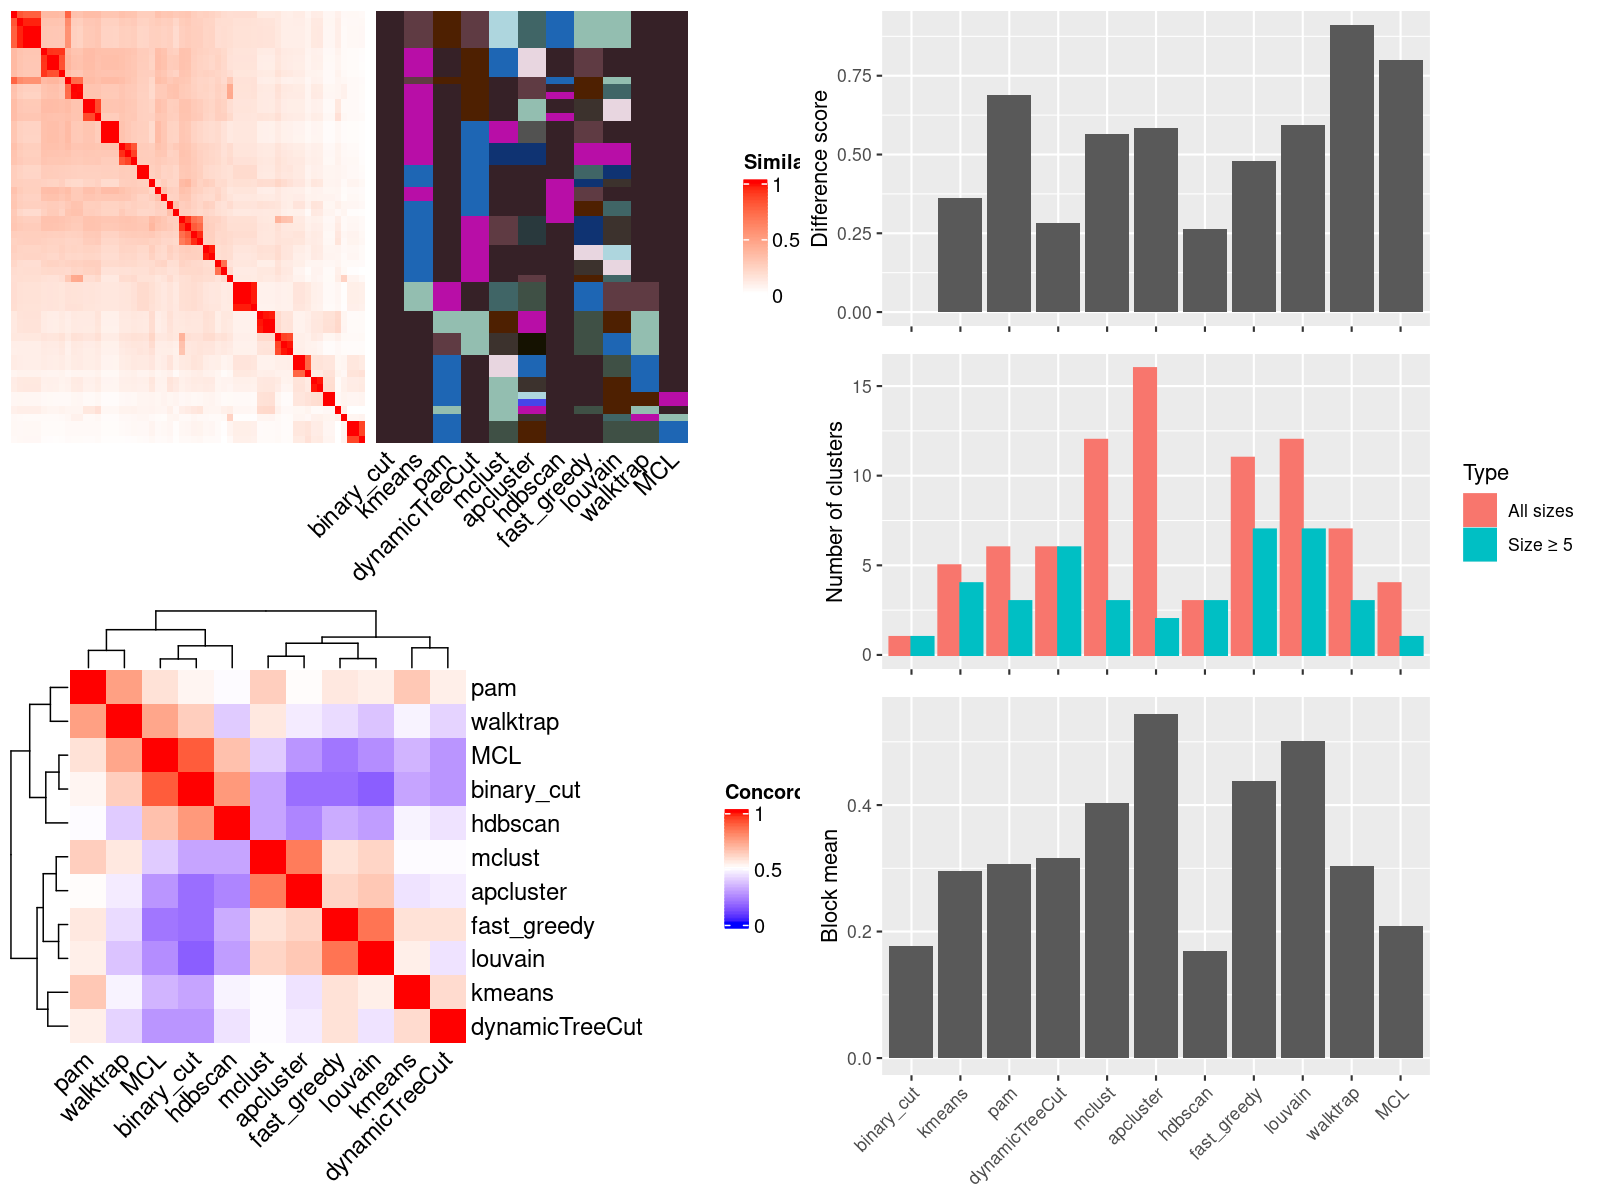 Simila
1
0.5
0
binary_cut
kmeans
pam
dynamicTreeCut
mclust
apcluster
hdbscan
fast_greedy
louvain
walktrap
MCL
pam
walktrap
MCL
binary_cut
hdbscan
mclust
apcluster
fast_greedy
louvain
kmeans
dynamicTreeCut
pam
walktrap
MCL
binary_cut
hdbscan
mclust
apcluster
fast_greedy
louvain
kmeans
dynamicTreeCut
Concord
1
0.5
0
Difference score
0.75
0.50
0.25
0.00
Number of clusters
15
10
5
0
Type
All sizes
Size ≥ 5
Block mean
0.4
0.2
0.0
binary_cut
kmeans
pam
dynamicTreeCut
mclust
apcluster
hdbscan
fast_greedy
louvain
walktrap
MCL